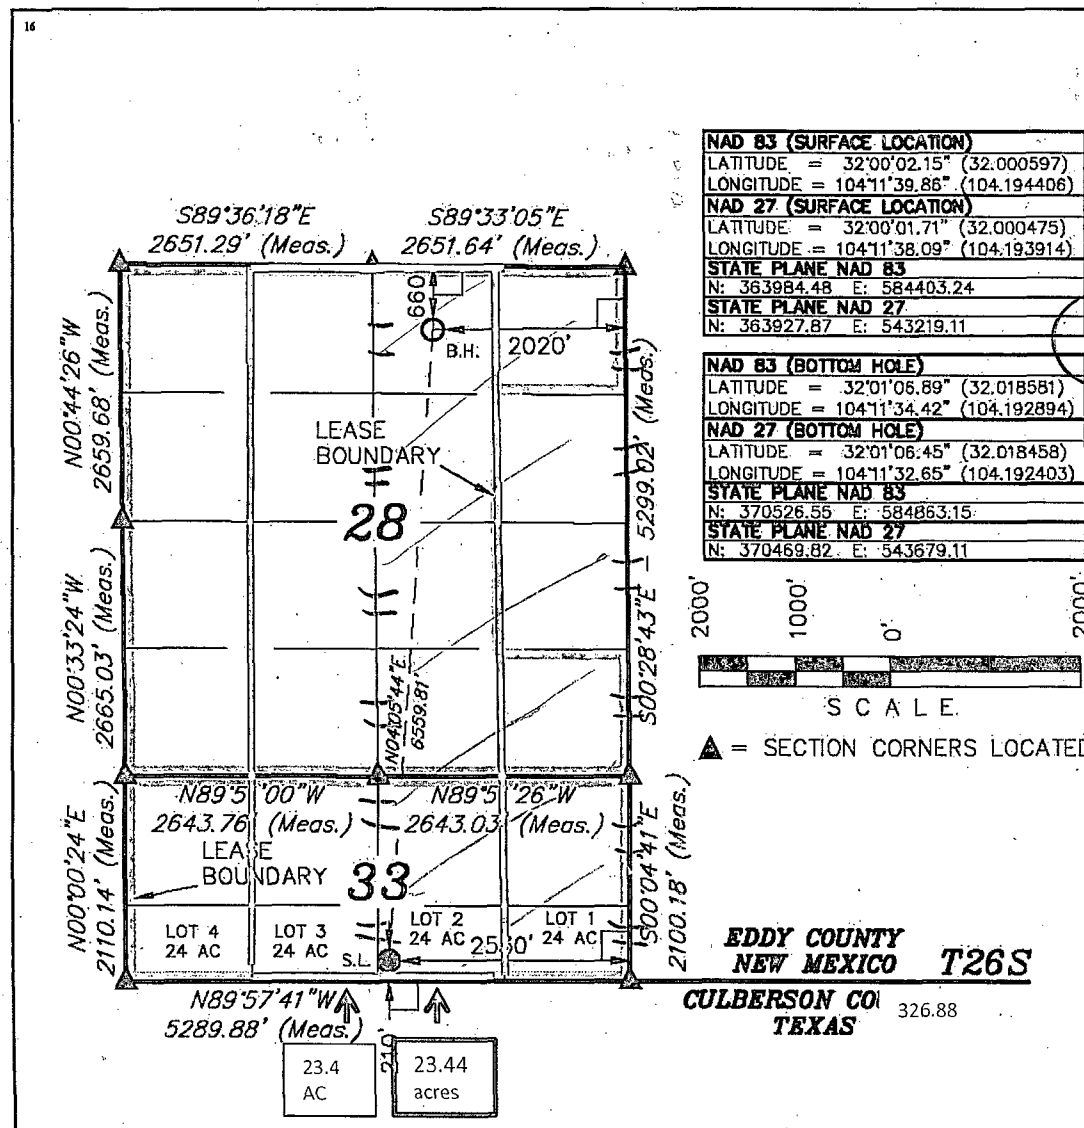 16
NAD 83 (SURFACE LOCATION)
LATITUDE = 32°00'02.15" (32.000597)
LONGITUDE = 104°11'39.86" (104.194406)
NAD 27 (SURFACE LOCATION)
LATITUDE = 32°00'01.71" (32.000475)
LONGITUDE = 104°11'38.09" (104.193914)
STATE PLANE NAD 83
N: 363984.48 E: 584403.24
STATE PLANE NAD 27
N: 363927.87 E: 543219.11
NAD 83 (BOTTOM HOLE)
LATITUDE = 32°01'06.89" (32.018581)
LONGITUDE = 104°11'34.42" (104.192894)
NAD 27 (BOTTOM HOLE)
LATITUDE = 32°01'06.45" (32.018458)
LONGITUDE = 104°11'32.65" (104.192403)
STATE PLANE NAD 83
N: 370526.55 E: 584863.15
STATE PLANE NAD 27
N: 370469.82 E: 543679.11
S89°36'18"E
2651.29' (Meas.)
S89°33'05"E
2651.64' (Meas.)
N00°44'26"W
2659.68' (Meas.)
660
B.H.
2020'
LEASE
BOUNDARY
28
S00°28'43"E - 5299.02' (Meas.)
N00°33'24"W
2665.03' (Meas.)
N04°05'44"E
6559.81'
2000'
1000'
0'
2000'
SCALE
= SECTION CORNERS LOCATED
N89°5 '00"W
2643.76 (Meas.)
N89°5 '26"W
2643.03 (Meas.)
LEASE
BOUNDARY
33
N00°00'24"E
2110.14' (Meas.)
S00°04'41"E
2100.18' (Meas.)
LOT 4
24 AC
LOT 3
24 AC
LOT 2
24 AC
LOT 1
24 AC
S.L.
2530'
N89°57'41"W
5289.88' (Meas.)
210'
EDDY COUNTY
NEW MEXICO
T26S
CULBERSON CO
326.88
TEXAS
23.4
AC
23.44
acres